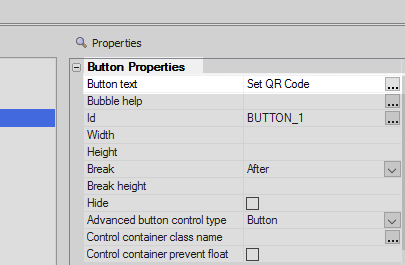 Properties
Button Properties
Button text Set QR Code ...
Bubble help ...
Id BUTTON_1 ...
Width
Height
Break After
Break height
Hide
Advanced button control type Button
Control container class name ...
Control container prevent float